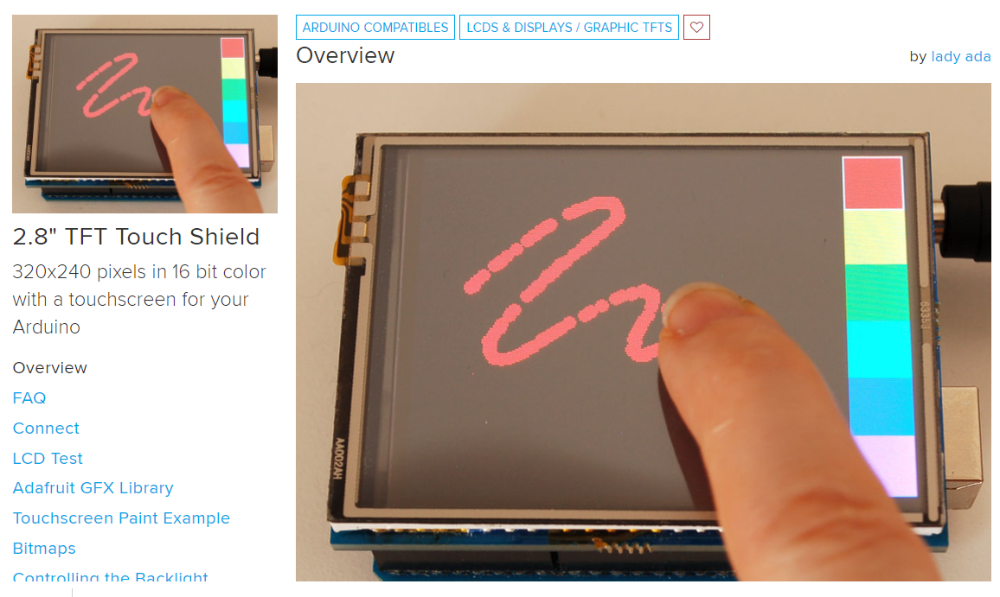 ARDUINO COMPATIBLES
LCDS & DISPLAYS / GRAPHIC TFTS
Overview
by lady ada
2.8" TFT Touch Shield
320x240 pixels in 16 bit color
with a touchscreen for your
Arduino
Overview
FAQ
Connect
LCD Test
Adafruit GFX Library
Touchscreen Paint Example
Bitmaps
Controlling the Backlight
AA002AH